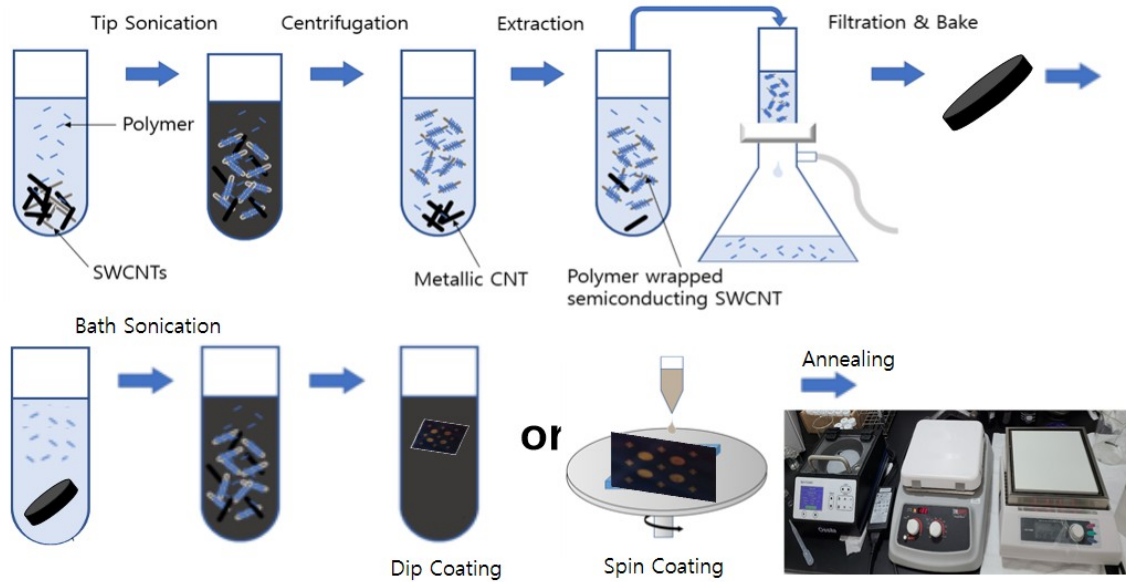 Tip Sonication
Centrifugation
Extraction
Filtration & Bake
Polymer
SWCNTs
Metallic CNT
Polymer wrapped
semiconducting SWCNT
Bath Sonication
Annealing
or
Dip Coating
Spin Coating